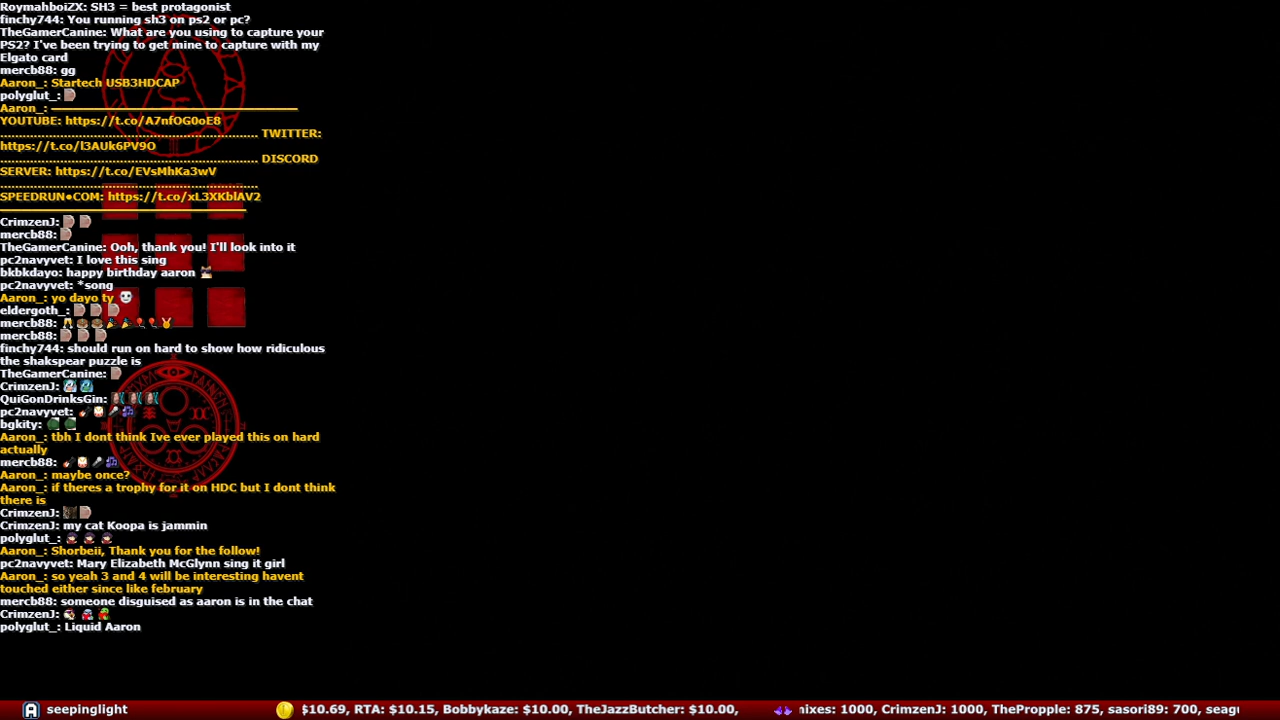 RoymahboiZX: SH3 = best protagonist
finchy744: You running sh3 on ps2 or pc?
TheGamerCanine: What are you using to capture your
PS2? I've been trying to get mine to capture with my
Elgato card
mercb88: gg
Aaron_: Startech USB3HDCAP
polyglut_:
Aaron_: ————————————————————
YOUTUBE: https://t.co/A7nfOG0oE8
.................................................................. TWITTER:
https://t.co/l3AUk6PV9O
.................................................................. DISCORD
SERVER: https://t.co/EVsMhKa3wV
..................................................................
SPEEDRUN●COM: https://t.co/xL3XKblAV2
————————————————————
CrimzenJ:
mercb88:
TheGamerCanine: Ooh, thank you! I'll look into it
pc2navyvet: I love this sing
bkbkdayo: happy birthday aaron
pc2navyvet: *song
Aaron_: yo dayo ty
eldergoth_:
mercb88:
mercb88:
finchy744: should run on hard to show how ridiculous
the shakspear puzzle is
TheGamerCanine:
CrimzenJ:
QuiGonDrinksGin:
pc2navyvet:
bgkity:
Aaron_: tbh I dont think Ive ever played this on hard
actually
mercb88:
Aaron_: maybe once?
Aaron_: if theres a trophy for it on HDC but I dont think
there is
CrimzenJ:
CrimzenJ: my cat Koopa is jammin
polyglut_:
Aaron_: Shorbeii, Thank you for the follow!
pc2navyvet: Mary Elizabeth McGlynn sing it girl
Aaron_: so yeah 3 and 4 will be interesting havent
touched either since like february
mercb88: someone disguised as aaron is in the chat
CrimzenJ:
polyglut_: Liquid Aaron
seepinglight $10.69, RTA: $10.15, Bobbykaze: $10.00, TheJazzButcher: $10.00, nixes: 1000, CrimzenJ: 1000, ThePropple: 875, sasori89: 700, seagu